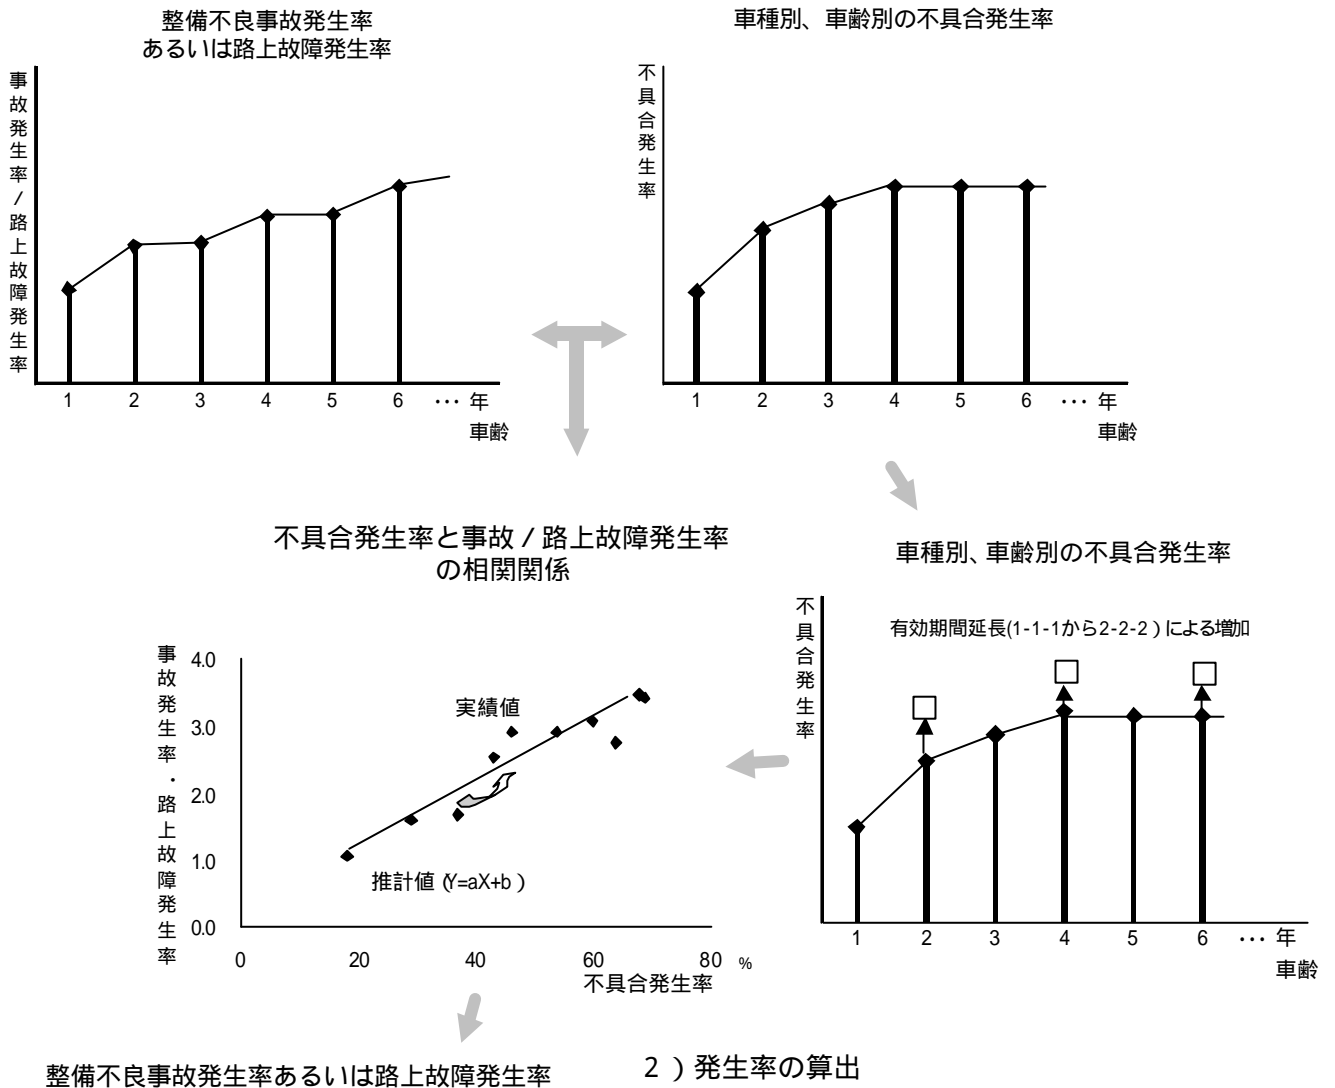 整備不良事故発生率
あるいは路上故障発生率
事故発生率/路上故障発生率
1 2 3 4 5 6 … 年
車齢
車種別、車齢別の不具合発生率
不具合発生率
1 2 3 4 5 6 … 年
車齢
不具合発生率と事故 / 路上故障発生率
の相関関係
事故発生率・路上故障発生率
4.0
3.0
2.0
1.0
0.0
実績値
推計値 (Y=aX+b )
0 20 40 60 80 %
不具合発生率
車種別、車齢別の不具合発生率
不具合発生率
有効期間延長(1-1-1から2-2-2 ) による増加
1 2 3 4 5 6 … 年
車齢
整備不良事故発生率あるいは路上故障発生率
2 ) 発生率の算出